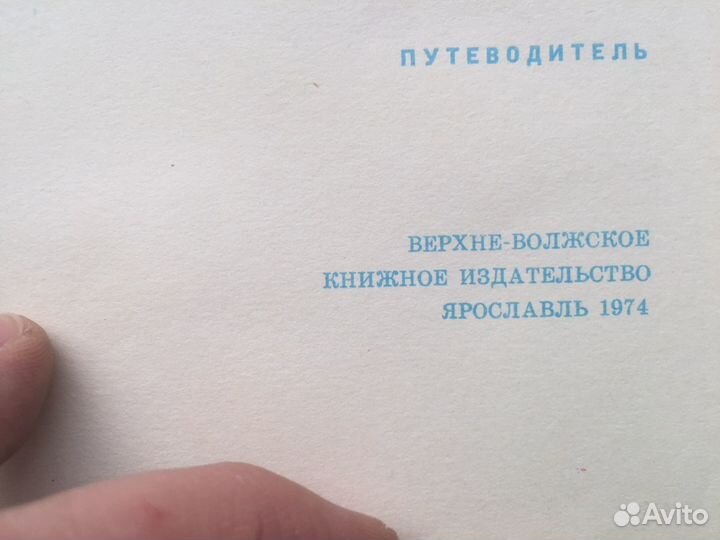 ПУТЕВОДИТЕЛЬ
ВЕРХНЕ-ВОЛЖСКОЕ
КНИЖНОЕ ИЗДАТЕЛЬСТВО
ЯРОСЛАВЛЬ 1974
Avito